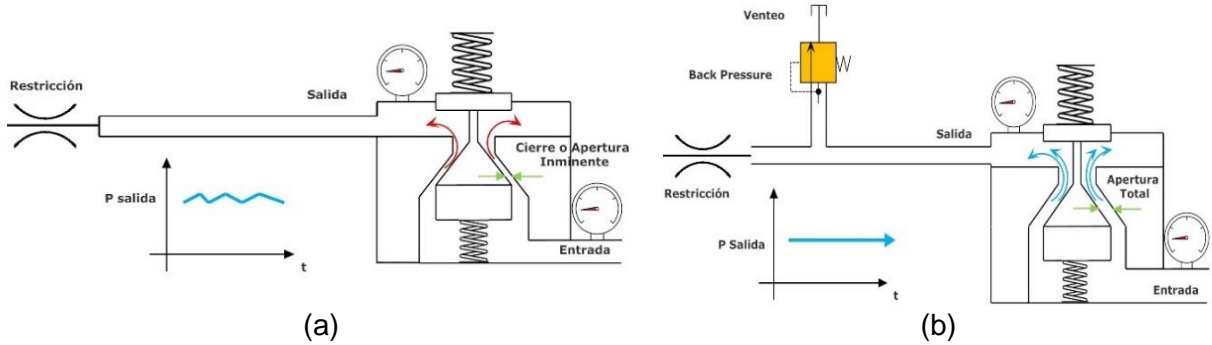 Restricción
Salida
Cierre o Apertura
Inminente
P salida
t
Entrada
(a)
Venteo
Back Pressure
Salida
Restricción
Apertura
Total
P Salida
t
Entrada
(b)